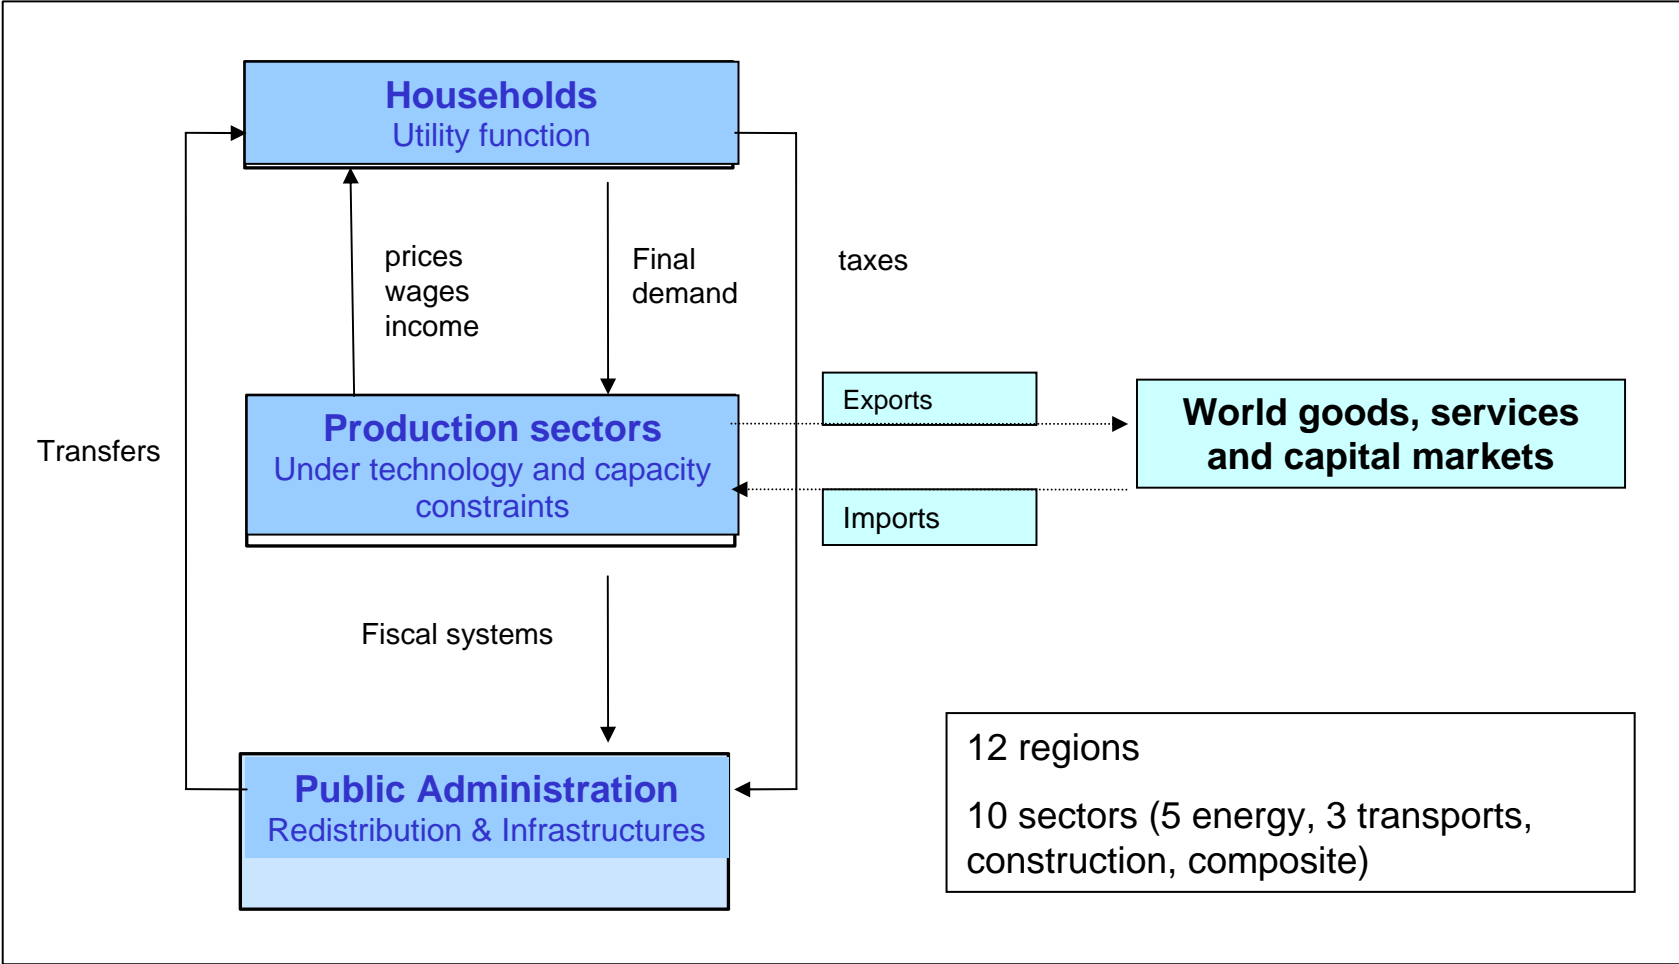 Households
Utility function
prices
wages
income
Final
demand
taxes
Transfers
Production sectors
Under technology and capacity
constraints
Exports
Imports
World goods, services
and capital markets
Fiscal systems
Public Administration
Redistribution & Infrastructures
12 regions
10 sectors (5 energy, 3 transports,
construction, composite)